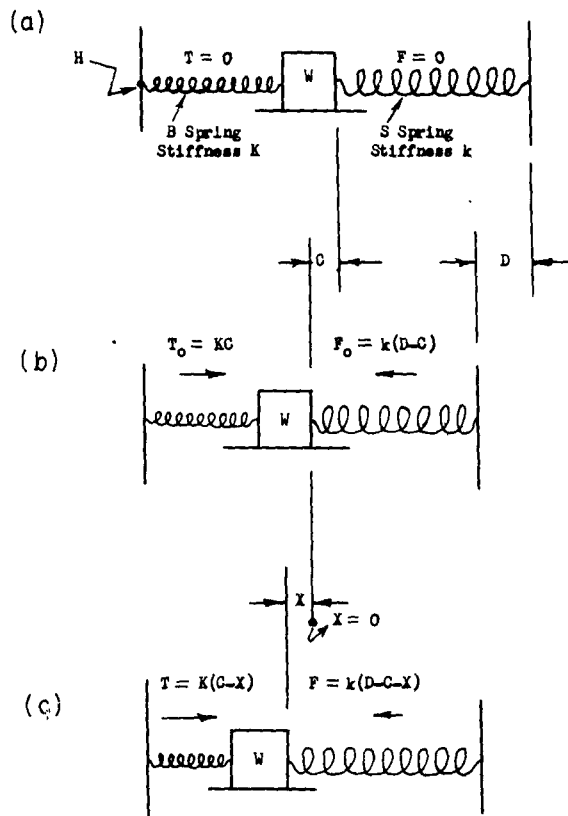 (a)
H
T = 0
W
F = 0
B Spring
Stiffness K
S Spring
Stiffness k
C
D
(b)
T₀ = KC
F₀ = k(D-C)
W
X
X = 0
(c)
T = K(C-X)
F = k(D-C-X)
W